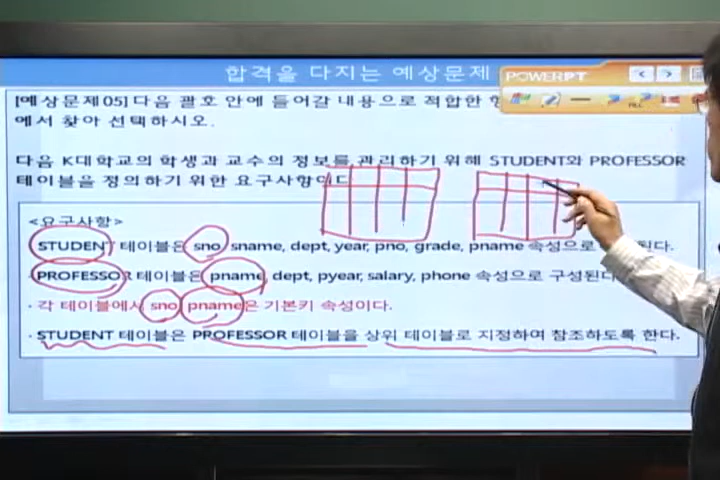 합격을 다지는 예상문제
POWERPT
[예상문제05] 다음 괄호 안에 들어갈 내용으로 적합한
에서 찾아 선택하시오.
다음 K대학교의 학생과 교수의 정보를 관리하기 위해 STUDENT와 PROFESSOR
테이블을 정의하기 위한 요구사항이다
<요구사항>
STUDENT 테이블은 sno, sname, dept, year, pno, grade, pname 속성으로 된다.
· PROFESSOR 테이블은 pname, dept, pyear, salary, phone 속성으로 구성된다
· 각 테이블에서 sno, pname은 기본키 속성이다.
· STUDENT 테이블은 PROFESSOR 테이블을 상위 테이블로 지정하여 참조하도록 한다.